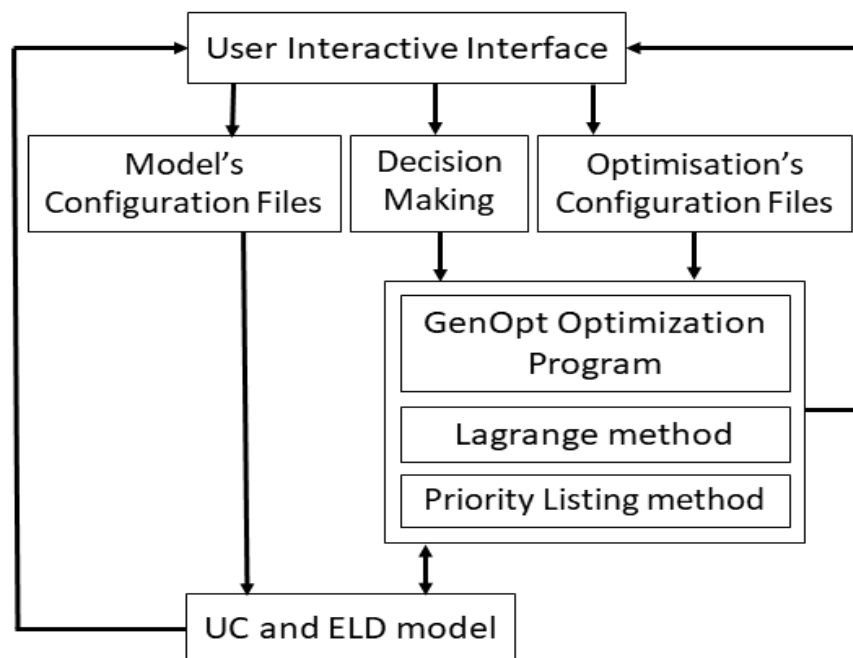 User Interactive Interface
Model’s
Configuration Files
Decision
Making
Optimisation’s
Configuration Files
GenOpt Optimization
Program
Lagrange method
Priority Listing method
UC and ELD model